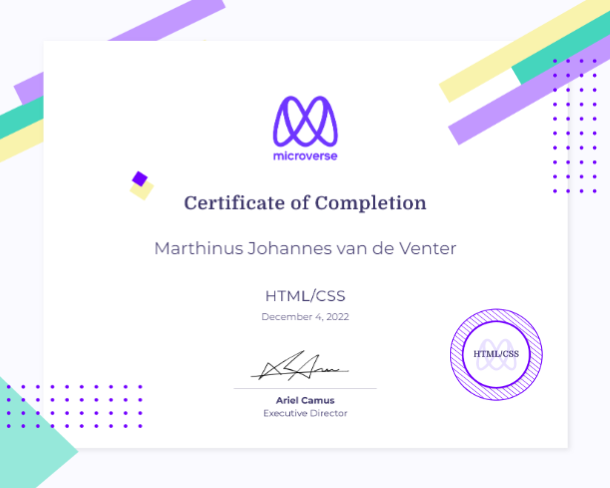 microverse
Certificate of Completion
Marthinus Johannes van de Venter
HTML/CSS
December 4, 2022
HTML/CSS
Ariel Camus
Executive Director